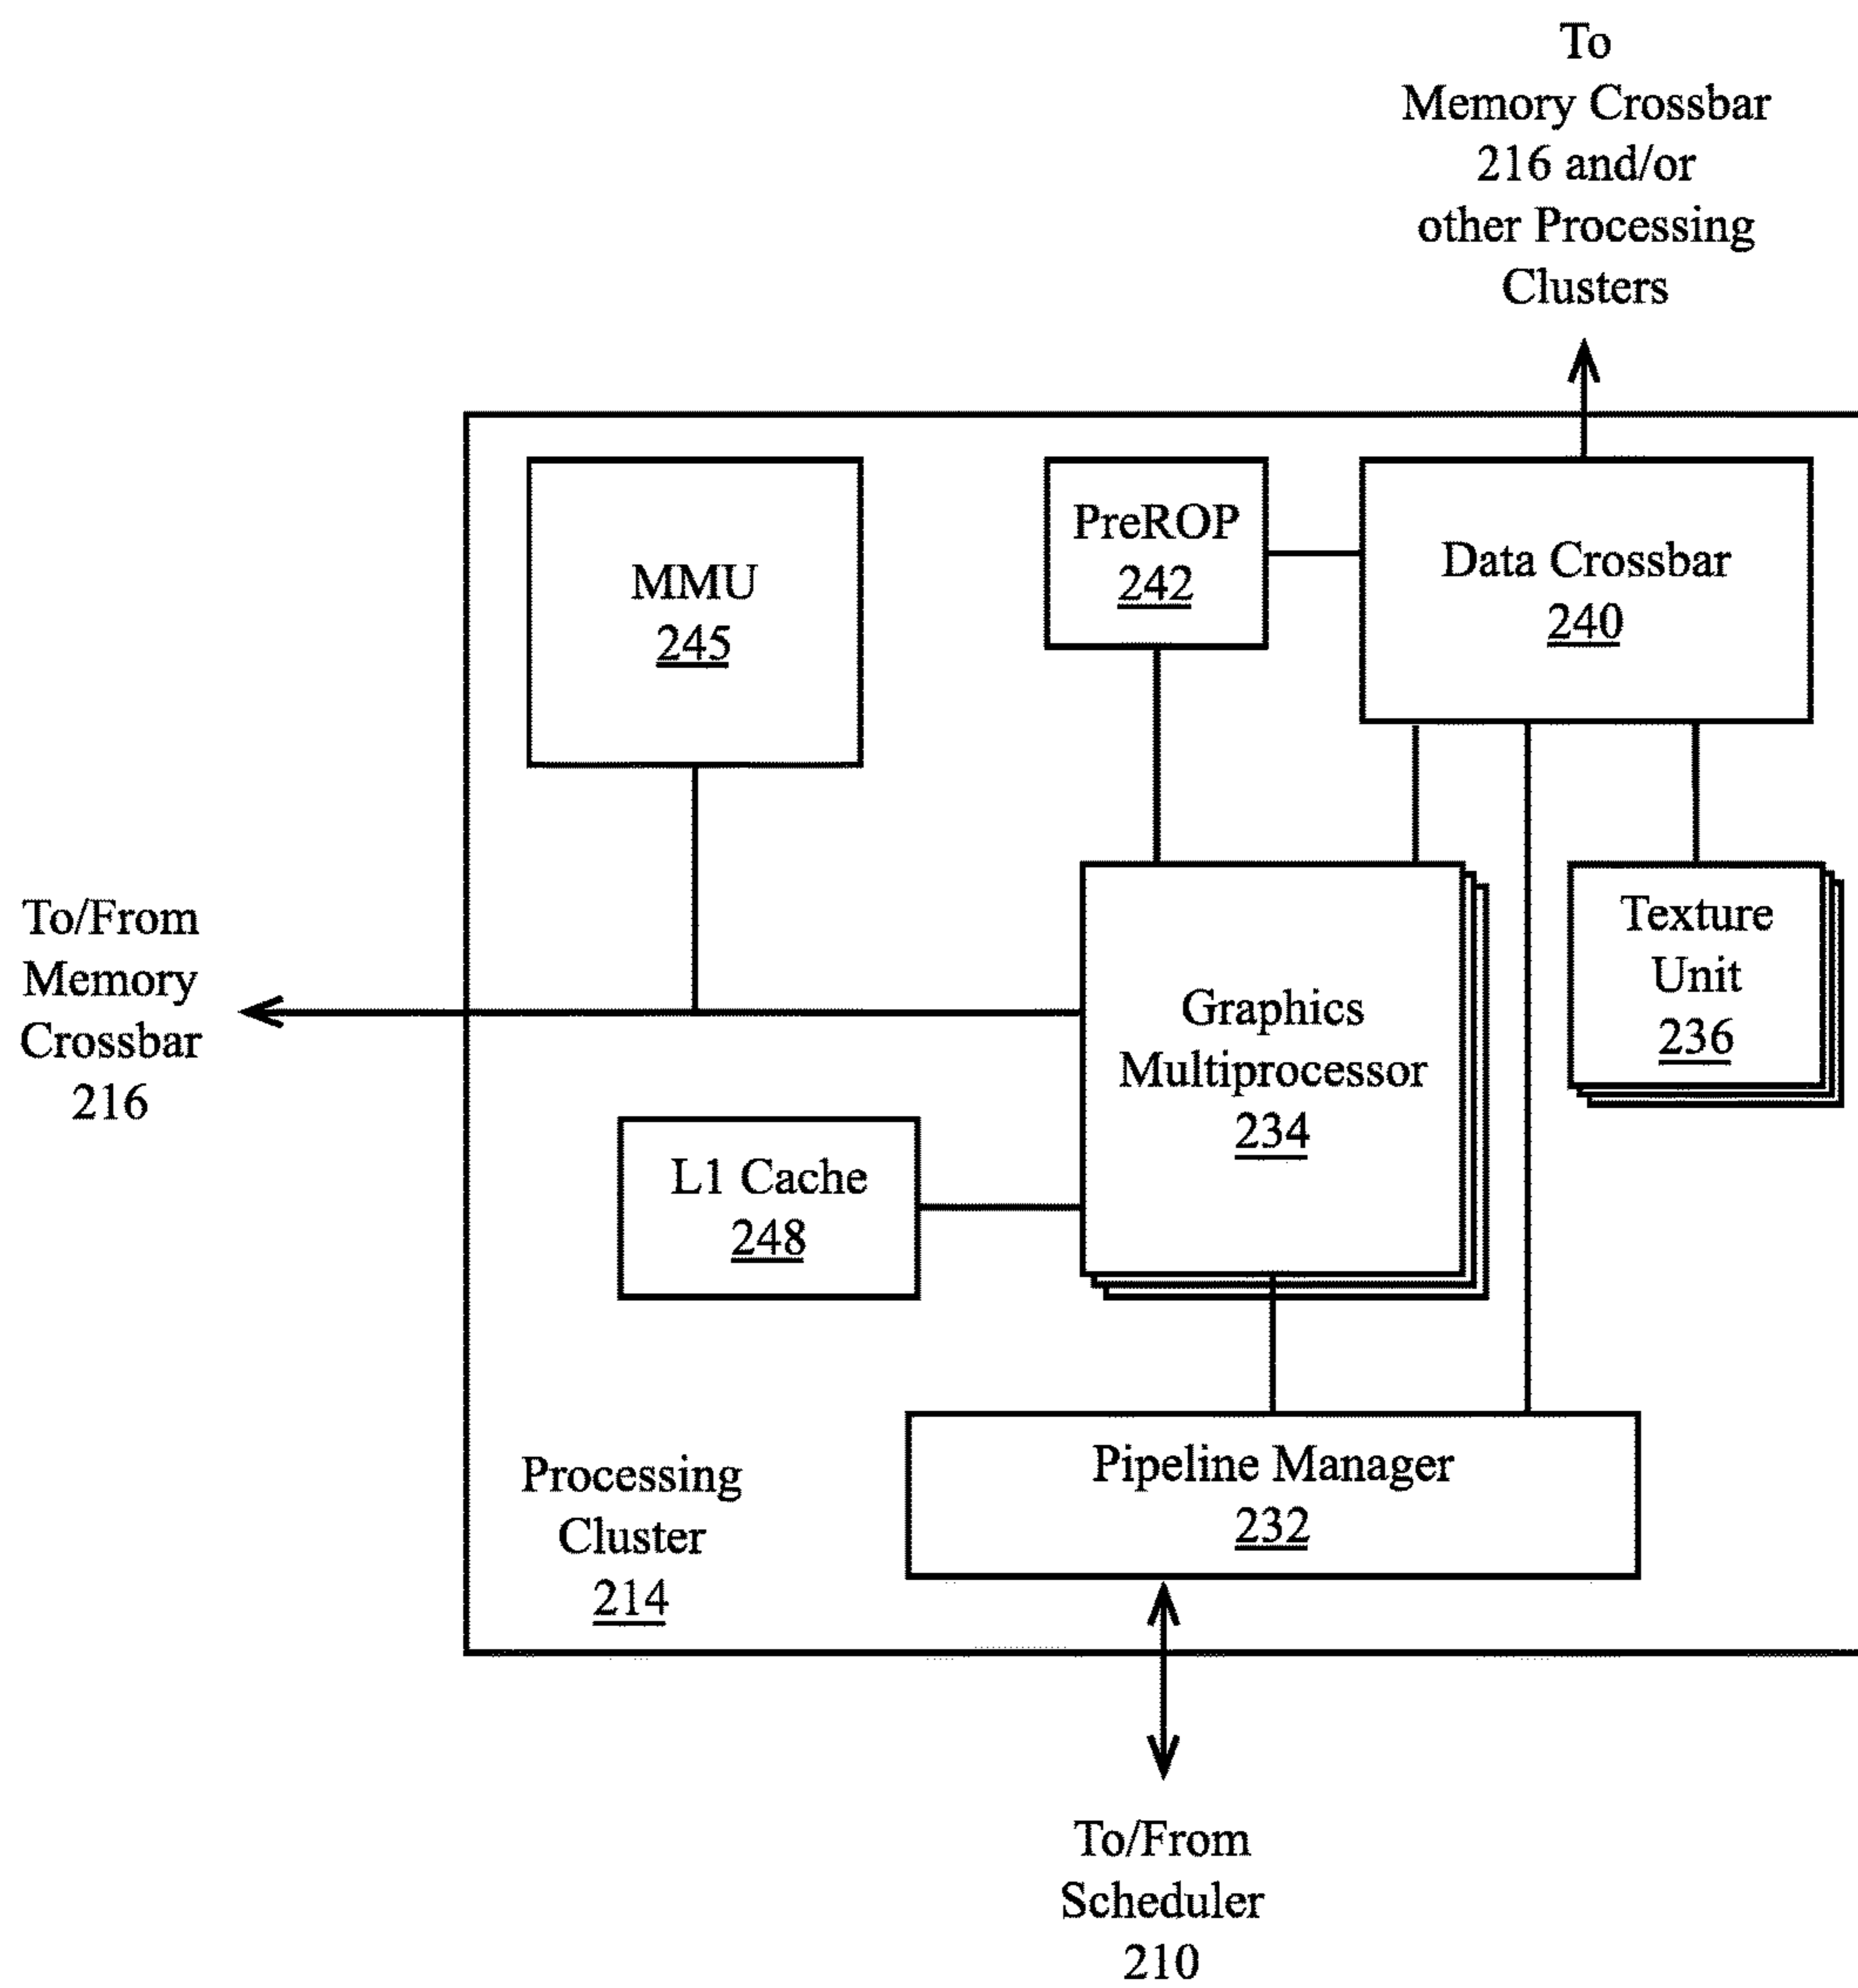 To
Memory Crossbar
216 and/or
other Processing
Clusters
MMU
245
PreROP
242
Data Crossbar
240
To/From
Memory
Crossbar
216
Graphics
Multiprocessor
234
Texture
Unit
236
L1 Cache
248
Pipeline Manager
232
Processing
Cluster
214
To/From
Scheduler
210